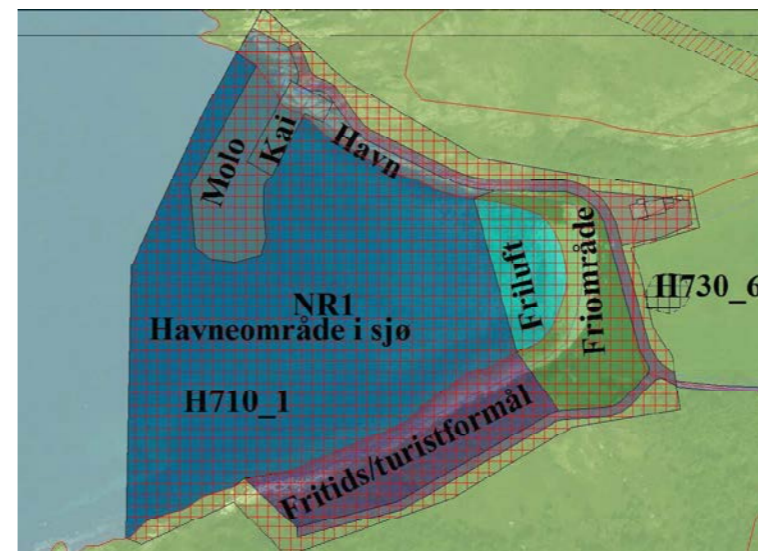 Molo
Kai
Havn
Friluft
Friområde
H730_6
NR1
Havneområde i sjø
H710_1
Fritids/turistformål